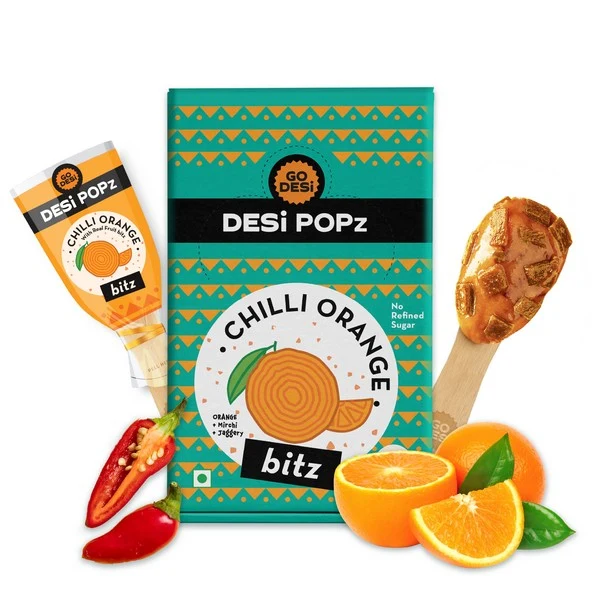 GO
DESi
DESi POPz
CHILLI ORANGE
No
Refined
Sugar
ORANGE
+ Mirchi
+ Jaggery
bitz
GO
DESi
DESi POPz
CHILLI ORANGE
With Real Fruit bitz
bitz